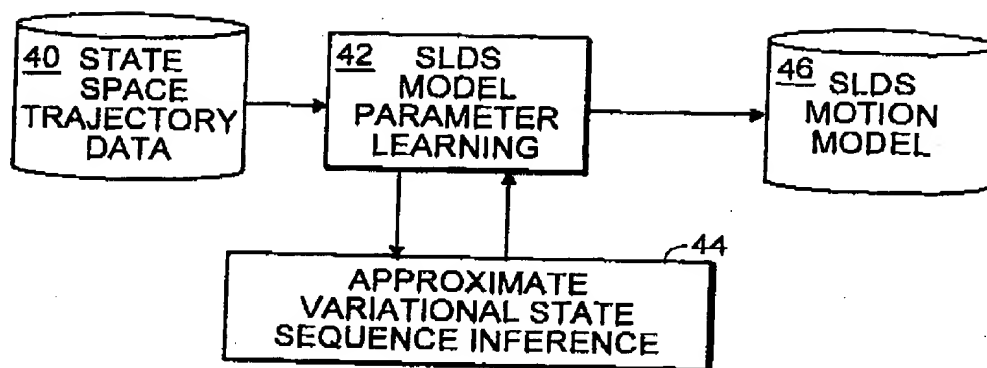 40 STATE
SPACE
TRAJECTORY
DATA
42 SLDS
MODEL
PARAMETER
LEARNING
46
SLDS
MOTION
MODEL
44
APPROXIMATE
VARIATIONAL STATE
SEQUENCE INFERENCE